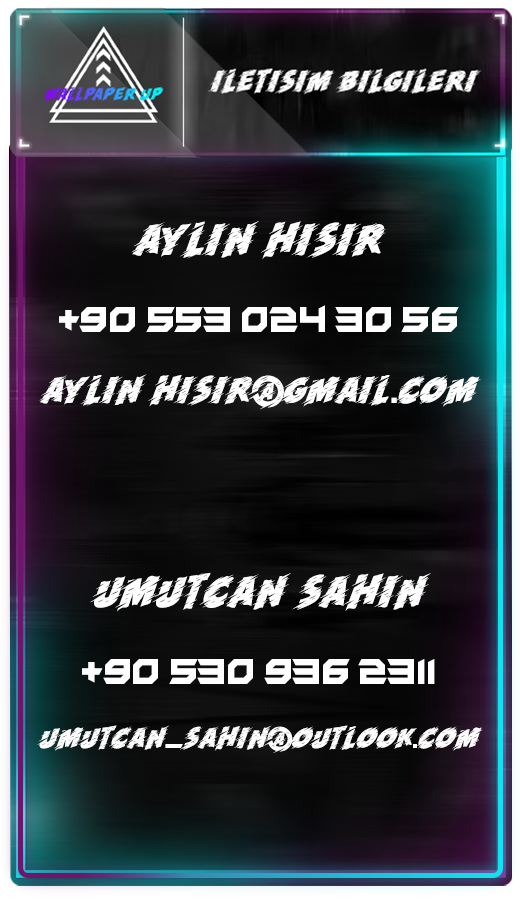 WALLPAPER UP
ILETISIM BILGILERI
AYLIN HISIR
+90 553 024 30 56
AYLIN HISIR@GMAIL.COM
UMUTCAN SAHIN
+90 530 936 2311
UMUTCAN_SAHIN@OUTLOOK.COM